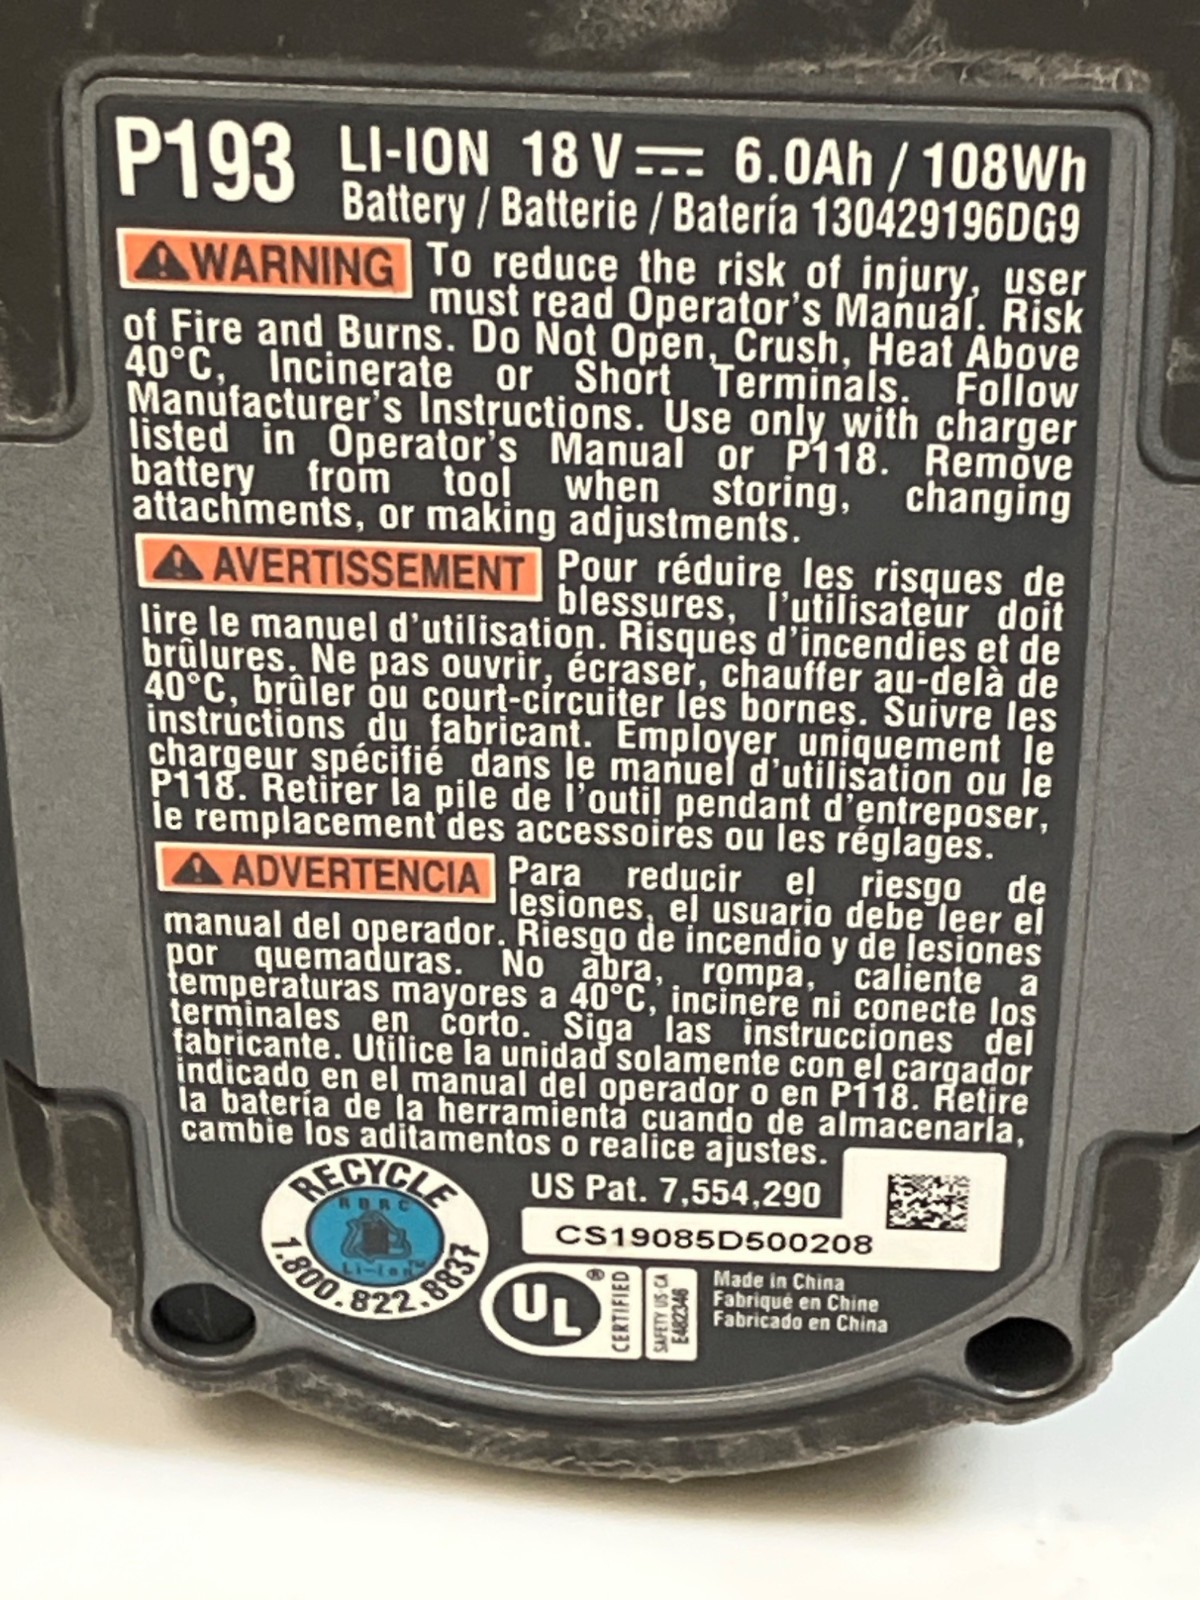 P193 LI-ION 18 V 6.0Ah / 108Wh
Battery / Batterie / Batería 130429196DG9
WARNING To reduce the risk of injury, user
must read Operator's Manual. Risk
of Fire and Burns. Do Not Open, Crush, Heat Above
40°C, Incinerate or Short Terminals. Follow
Manufacturer's Instructions. Use only with charger
listed in Operator's Manual or P118. Remove
battery from tool when storing, changing
attachments, or making adjustments.
AVERTISSEMENT Pour réduire les risques de
blessures, l'utilisateur doit
lire le manuel d'utilisation. Risques d'incendies et de
brûlures. Ne pas ouvrir, écraser, chauffer au-delà de
40°C, brûler ou court-circuiter les bornes. Suivre les
instructions du fabricant. Employer uniquement le
chargeur spécifié dans le manuel d'utilisation ou le
P118. Retirer la pile de l'outil pendant d'entreposer,
le remplacement des accessoires ou les réglages.
ADVERTENCIA Para reducir el riesgo de
lesiones, el usuario debe leer el
manual del operador. Riesgo de incendio y de lesiones
por quemaduras. No abra, rompa, caliente a
temperaturas mayores a 40°C, incinere ni conecte los
terminales en corto. Siga las instrucciones del
fabricante. Utilice la unidad solamente con el cargador
indicado en el manual del operador o en P118. Retire
la batería de la herramienta cuando de almacenarla,
cambie los aditamentos o realice ajustes.
RECYCLE
RBRC
Li-Ion™
1.800.822.8837
US Pat. 7,554,290
CS19085D500208
UL®
CERTIFIED
SAFETY US-CA
E482346
Made in China
Fabriqué en Chine
Fabricado en China